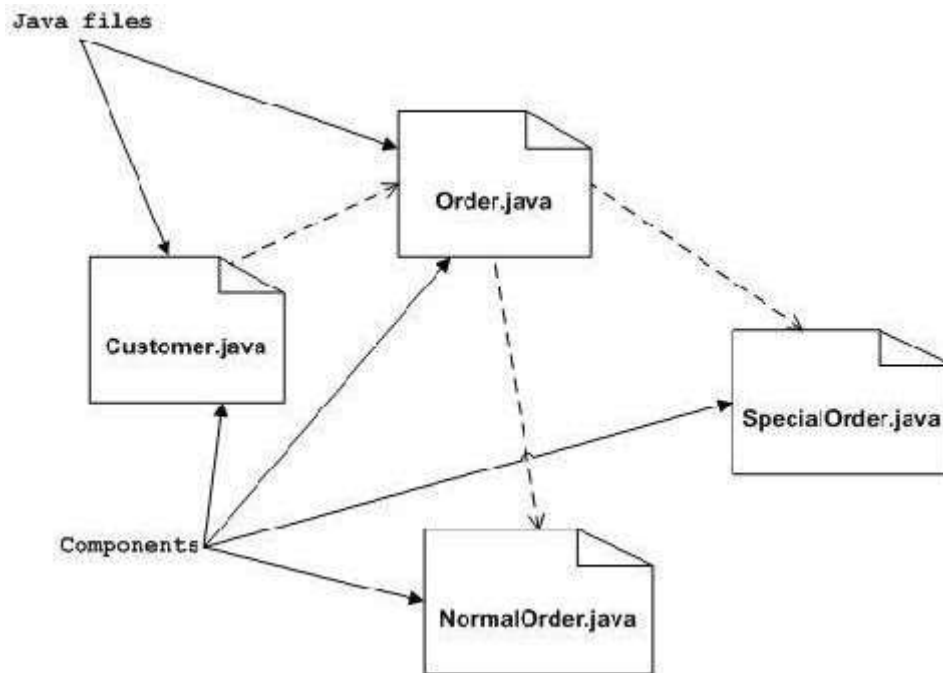 Java files
Order.java
Customer.java
SpecialOrder.java
Components
NormalOrder.java